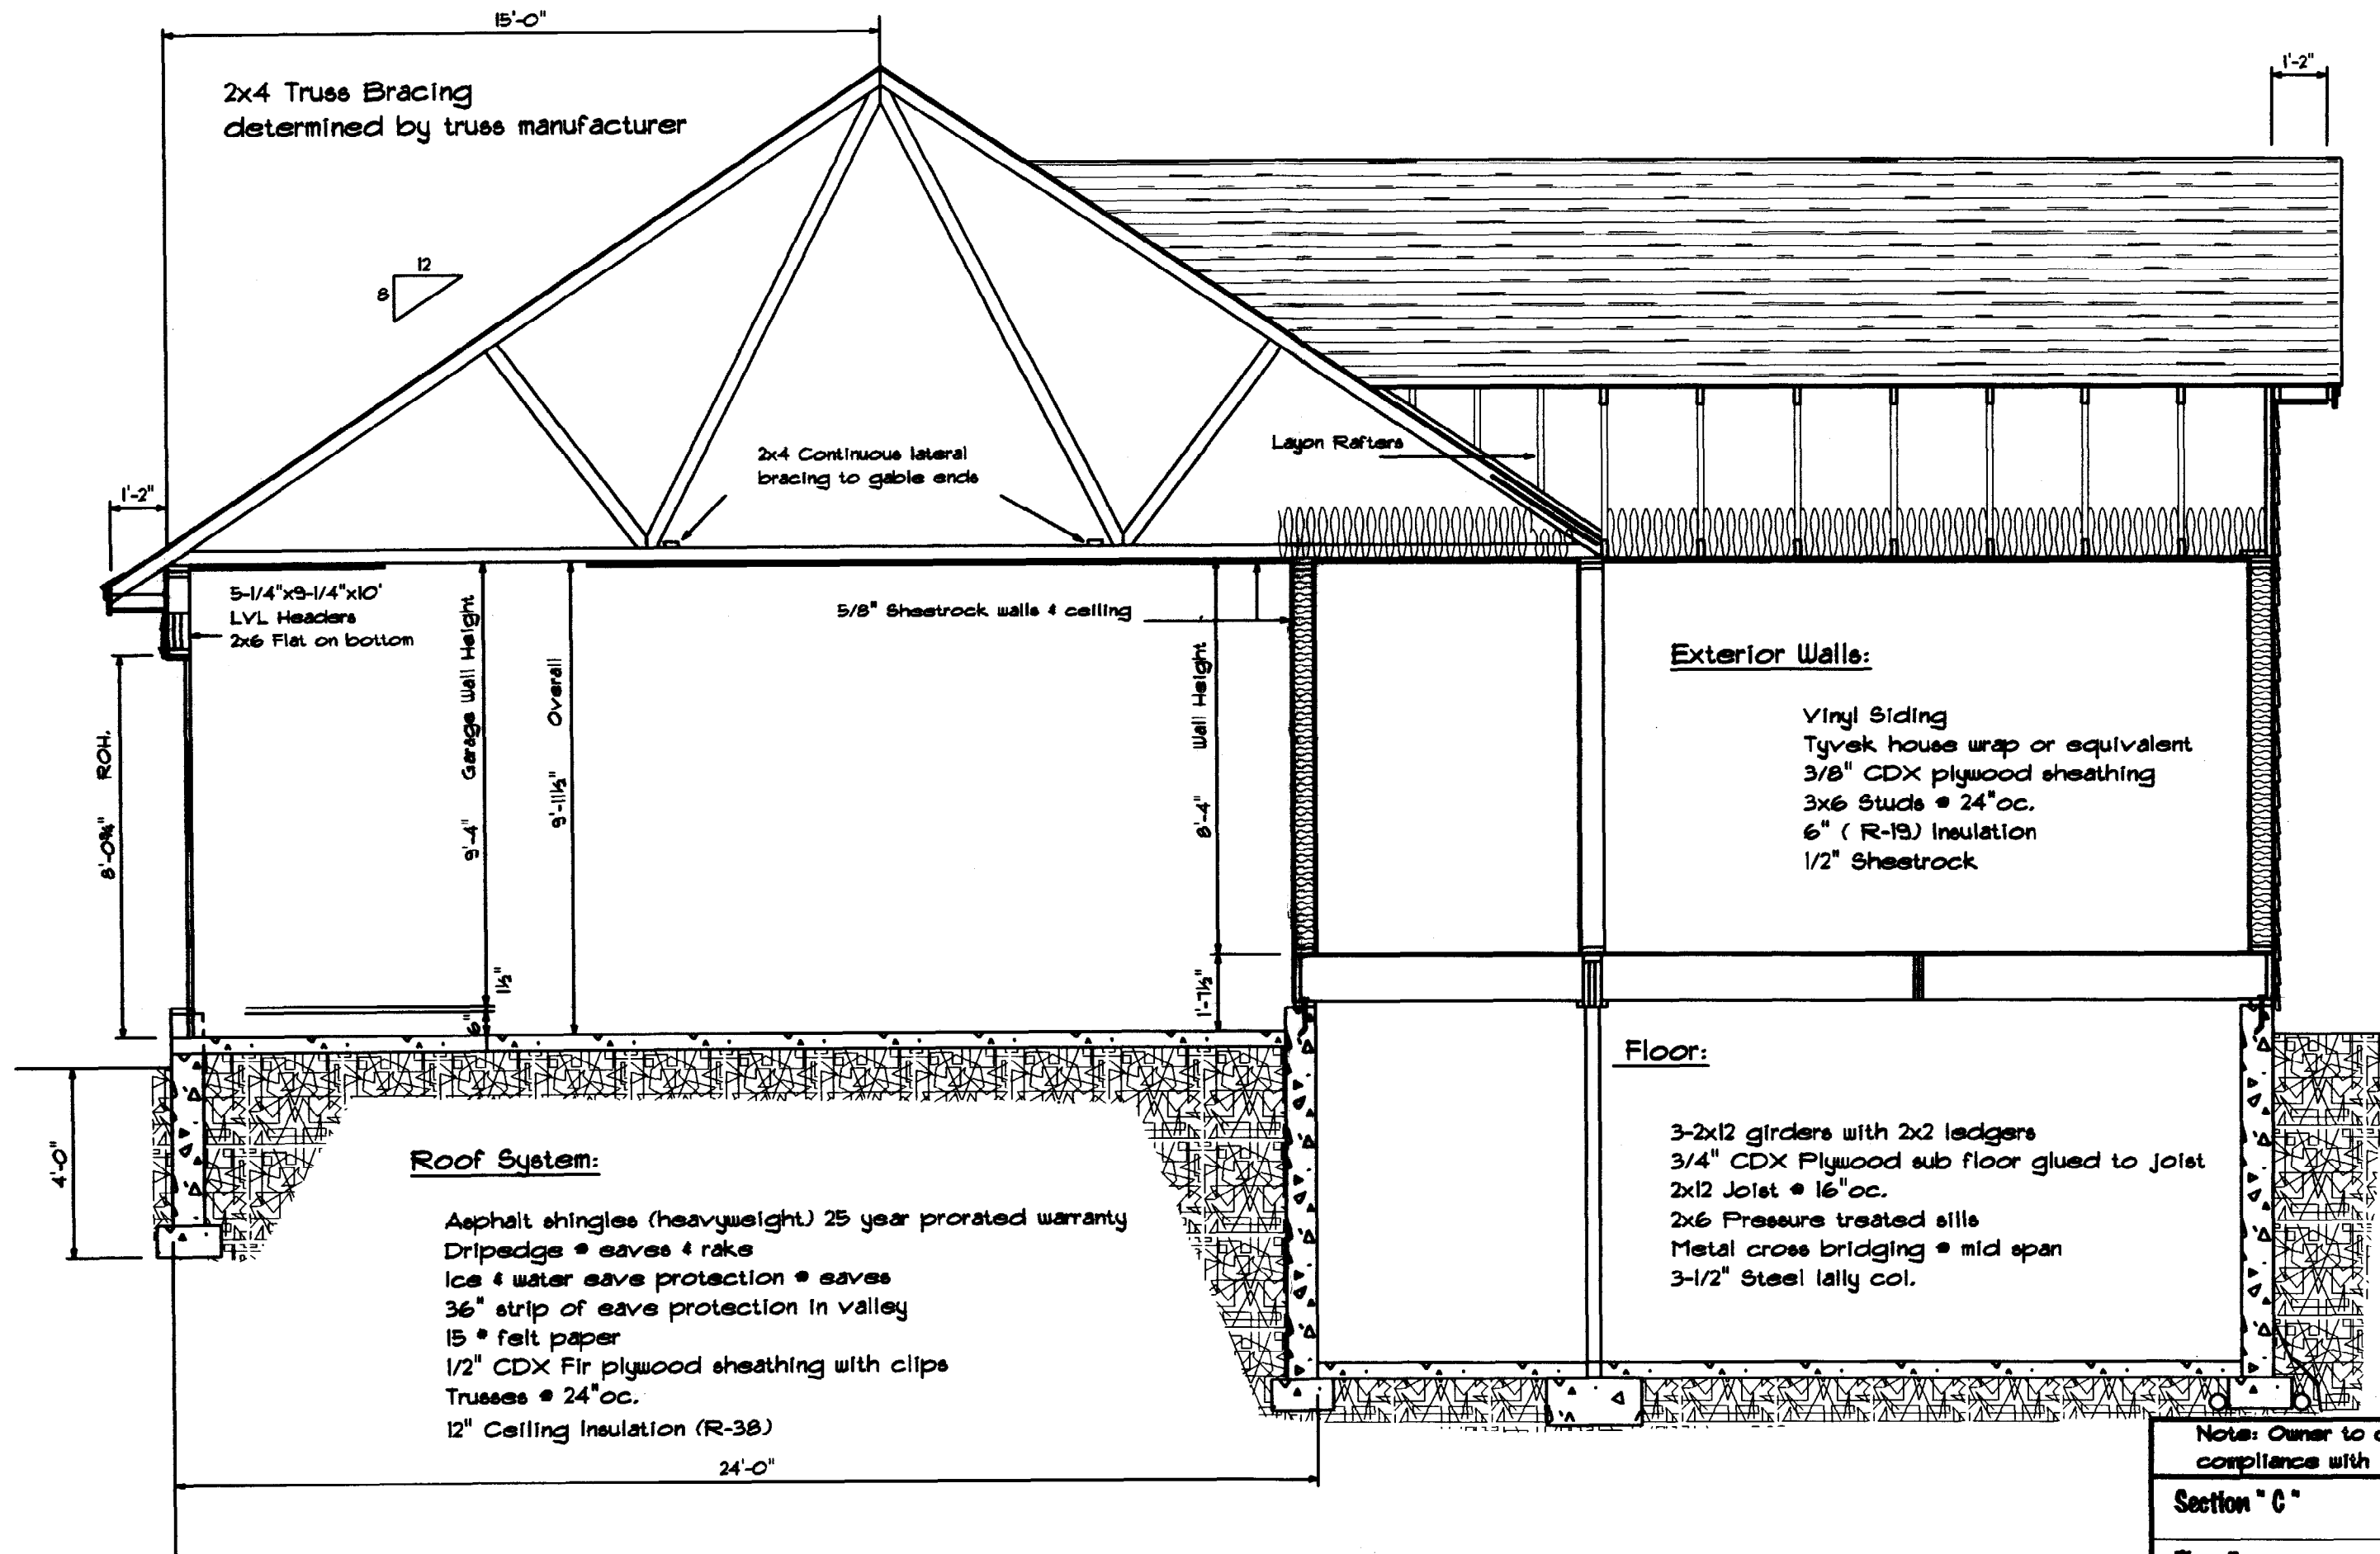 15'-0"
1'-2"
2x4 Truss Bracing
determined by truss manufacturer
12
8
2x4 Continuous lateral
bracing to gable ends
Layon Rafters
1'-2"
5-1/4"x9-1/4"x10'
LVL Headers
2x6 Flat on bottom
5/8" Sheetrock walls & ceiling
8'-0¾" ROH.
9'-4" Garage Wall Height
9'-11½" Overall
8'-4" Wall Height
1½"
6"
1'-7½"
Exterior Walls:
Vinyl Siding
Tyvek house wrap or equivalent
3/8" CDX plywood sheathing
3x6 Studs @ 24"oc.
6" ( R-19) Insulation
1/2" Sheetrock
4'-0"
Roof System:
Asphalt shingles (heavyweight) 25 year prorated warranty
Dripedge @ eaves & rake
Ice & water eave protection @ eaves
36" strip of eave protection in valley
15 # felt paper
1/2" CDX Fir plywood sheathing with clips
Trusses @ 24"oc.
12" Ceiling Insulation (R-38)
24'-0"
Floor:
3-2x12 girders with 2x2 ledgers
3/4" CDX Plywood sub floor glued to joist
2x12 Joist @ 16"oc.
2x6 Pressure treated sills
Metal cross bridging @ mid span
3-1/2" Steel lally col.
Note: Owner to
compliance with
Section "C"